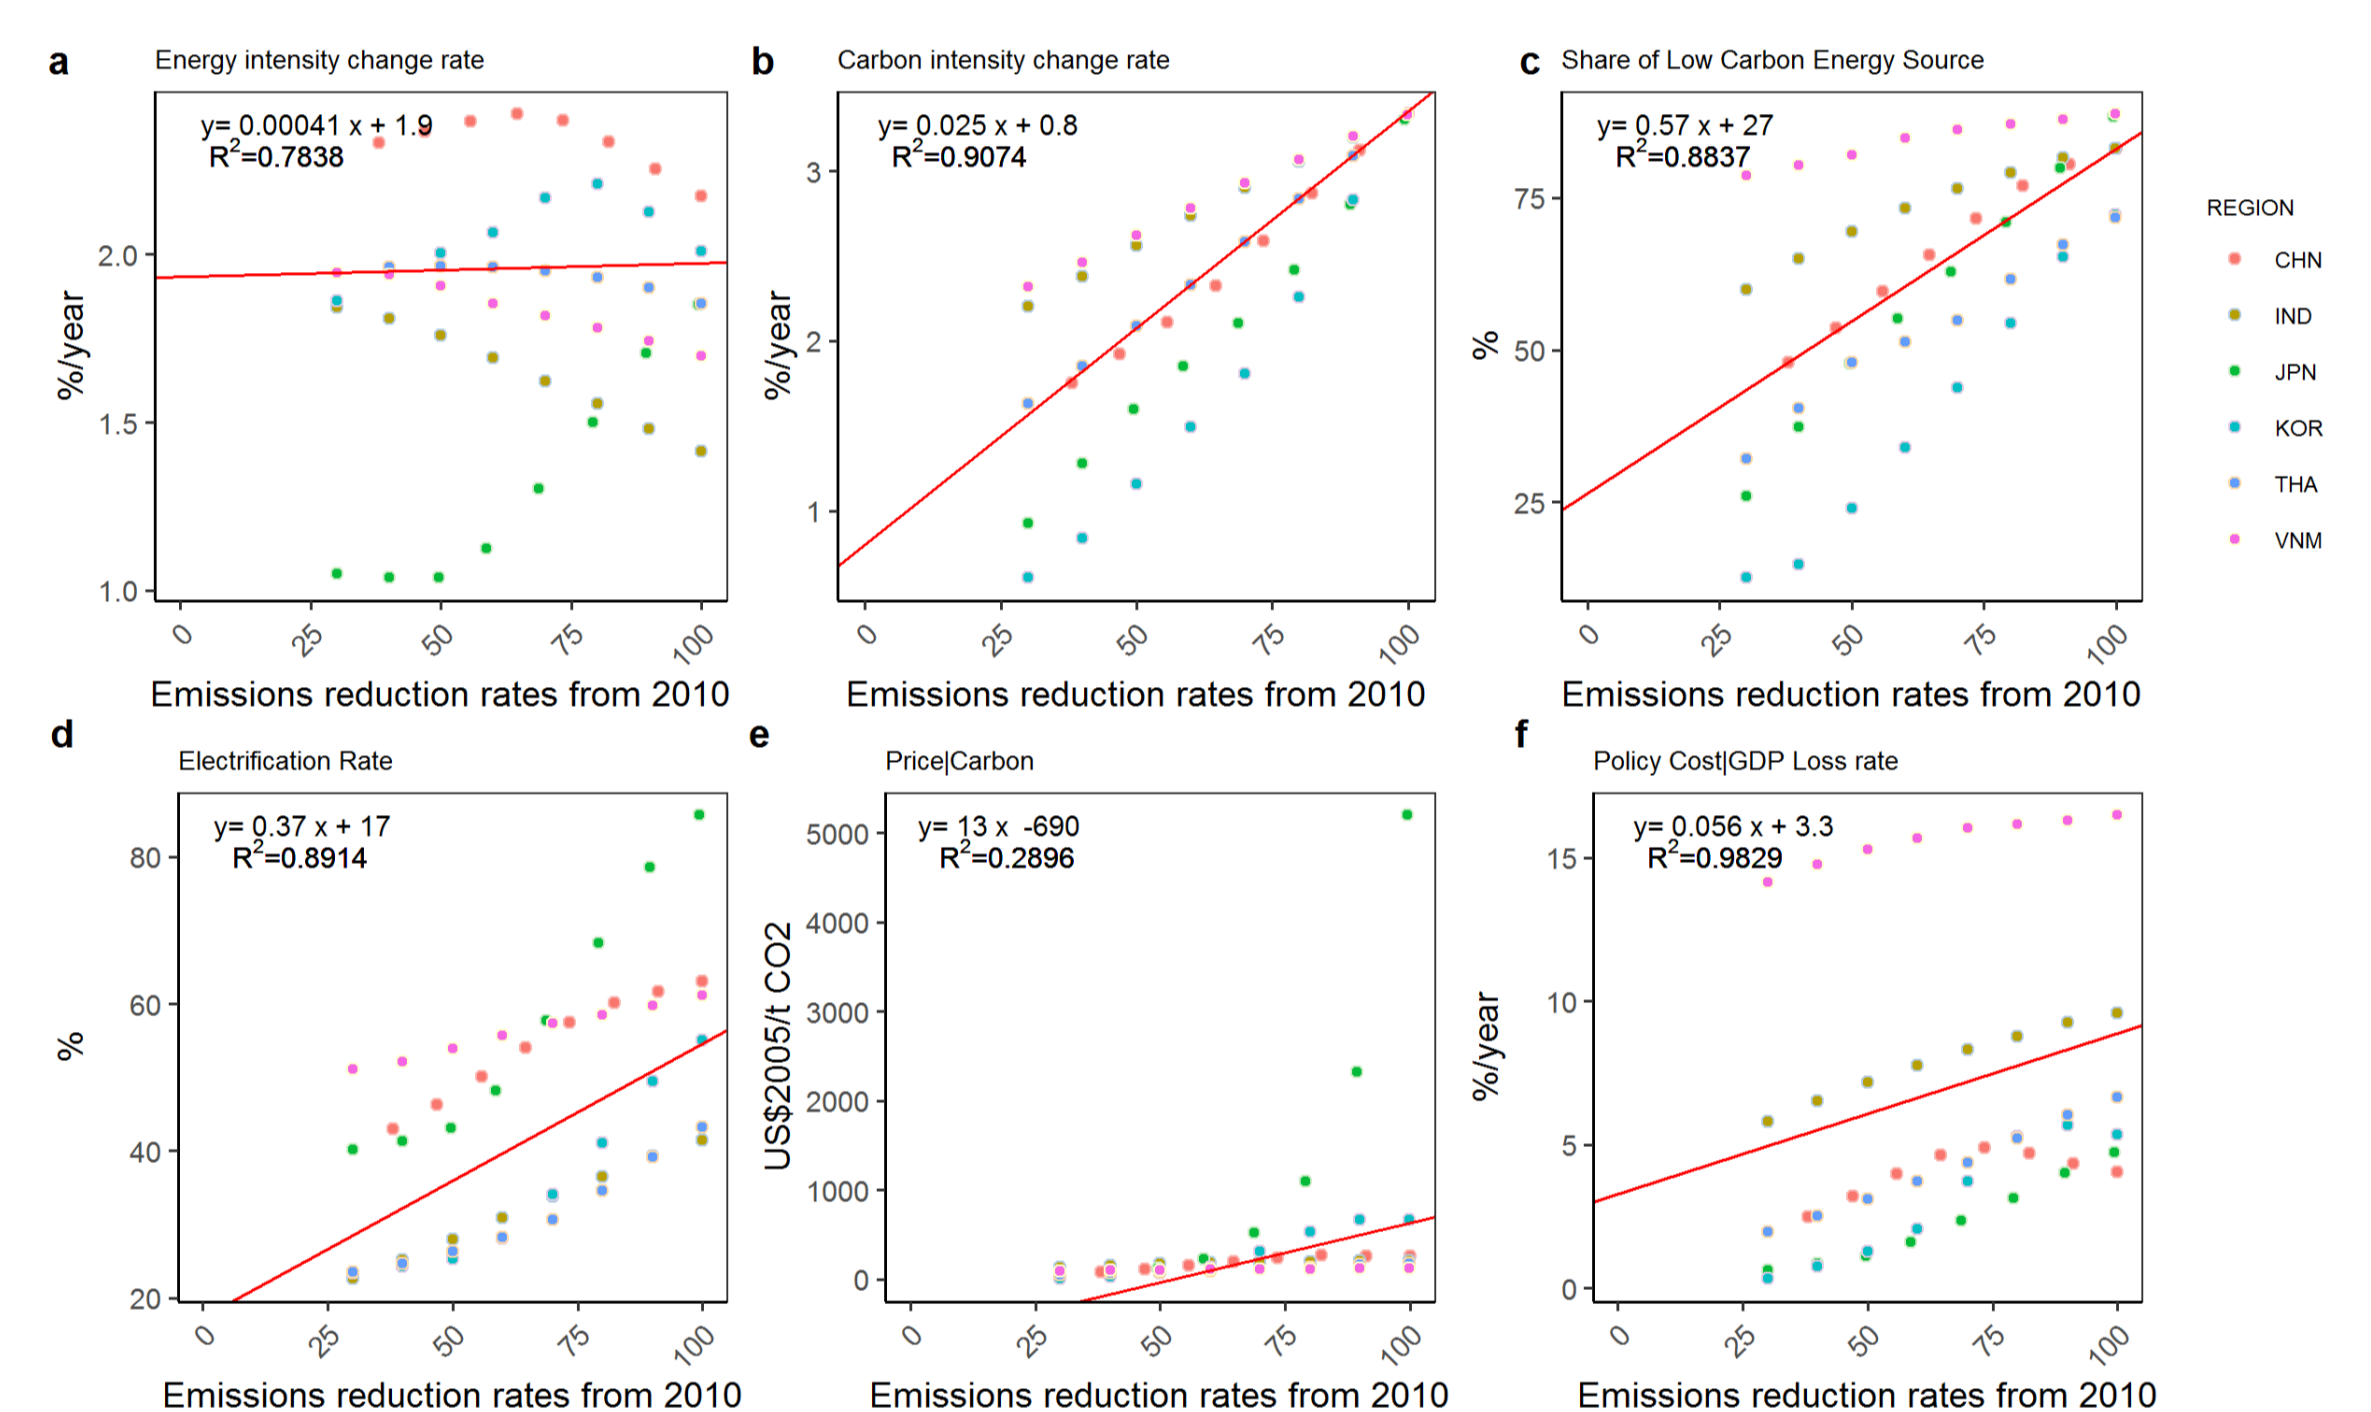 a Energy intensity change rate
y= 0.00041 x + 1.9
R2=0.7838
2.0
1.5
1.0
%/year
0 25 50 75 100
Emissions reduction rates from 2010
b Carbon intensity change rate
y= 0.025 x + 0.8
R2=0.9074
3
2
1
%/year
0 25 50 75 100
Emissions reduction rates from 2010
c Share of Low Carbon Energy Source
y= 0.57 x + 27
R2=0.8837
75
50
25
%
0 25 50 75 100
Emissions reduction rates from 2010
REGION
CHN
IND
JPN
KOR
THA
VNM
d Electrification Rate
y= 0.37 x + 17
R2=0.8914
80
60
40
20
%
0 25 50 75 100
Emissions reduction rates from 2010
e Price|Carbon
y= 13 x -690
R2=0.2896
5000
4000
3000
2000
1000
0
US$2005/t CO2
0 25 50 75 100
Emissions reduction rates from 2010
f Policy Cost|GDP Loss rate
y= 0.056 x + 3.3
R2=0.9829
15
10
5
0
%/year
0 25 50 75 100
Emissions reduction rates from 2010